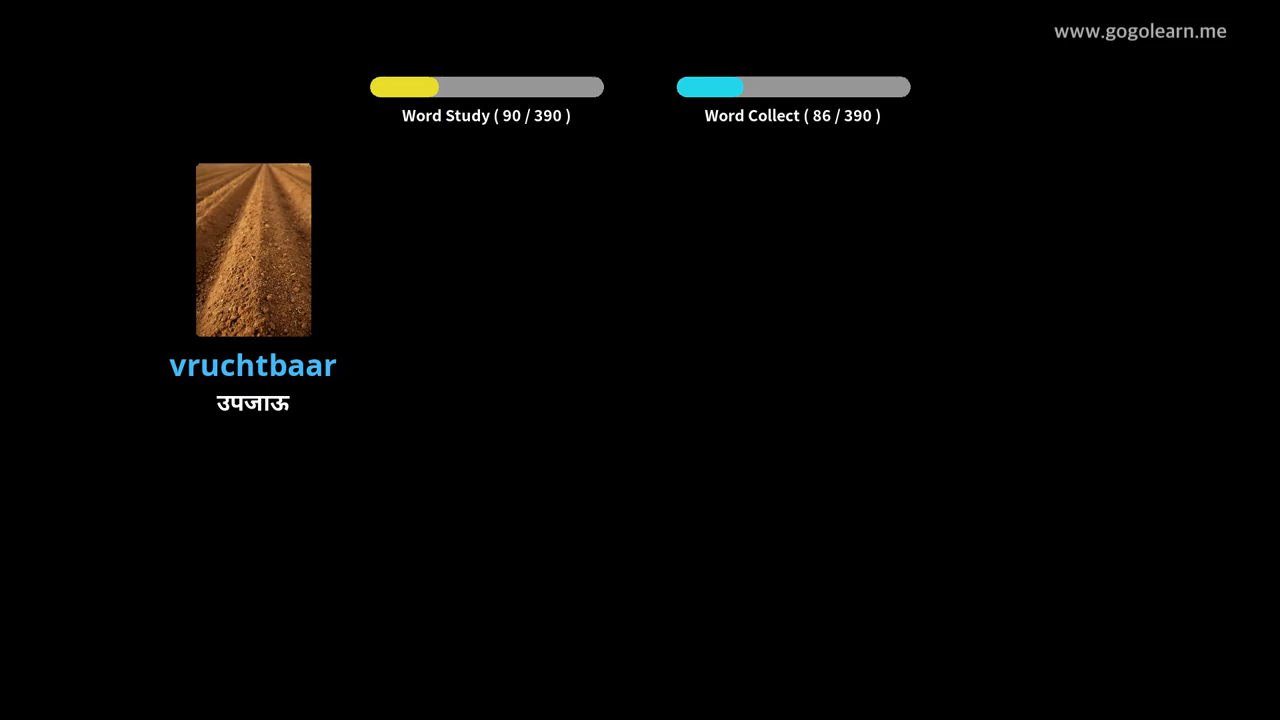 www.gogolearn.me
Word Study ( 90 / 390 )
Word Collect ( 86 / 390 )
vruchtbaar
उपजाऊ